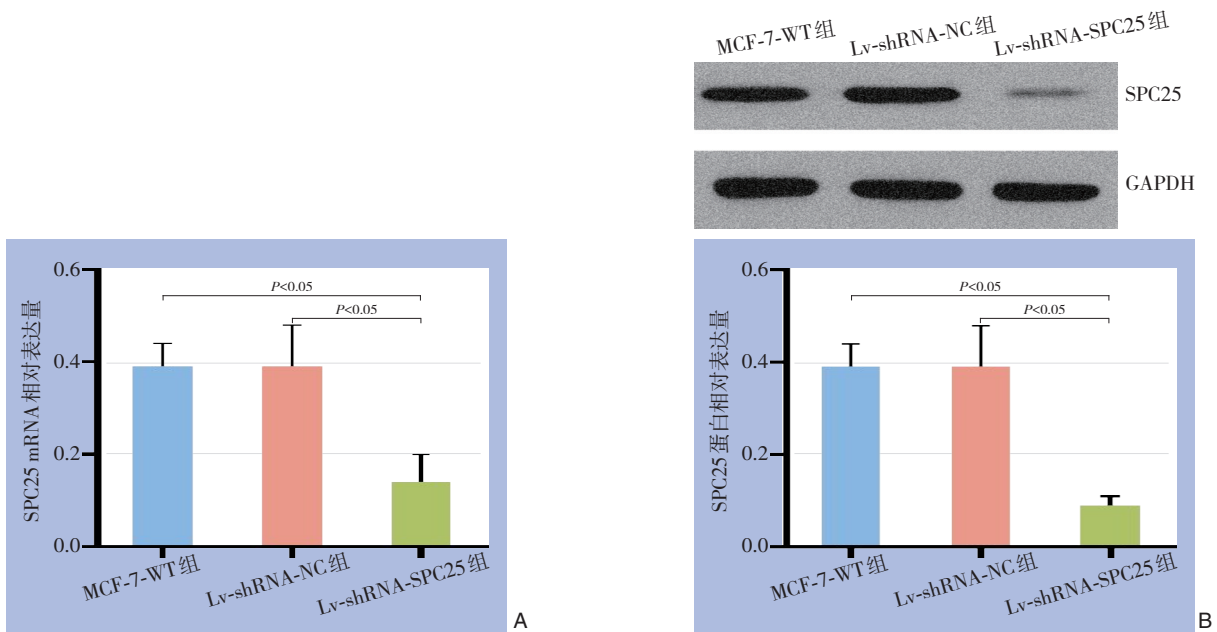 MCF-7-WT组
Lv-shRNA-NC组
Lv-shRNA-SPC25组
SPC25
GAPDH
SPC25 mRNA相对表达量
0.6
0.4
0.2
0.0
P<0.05
P<0.05
MCF-7-WT组
Lv-shRNA-NC组
Lv-shRNA-SPC25组
A
SPC25蛋白相对表达量
0.6
0.4
0.2
0.0
P<0.05
P<0.05
MCF-7-WT组
Lv-shRNA-NC组
Lv-shRNA-SPC25组
B